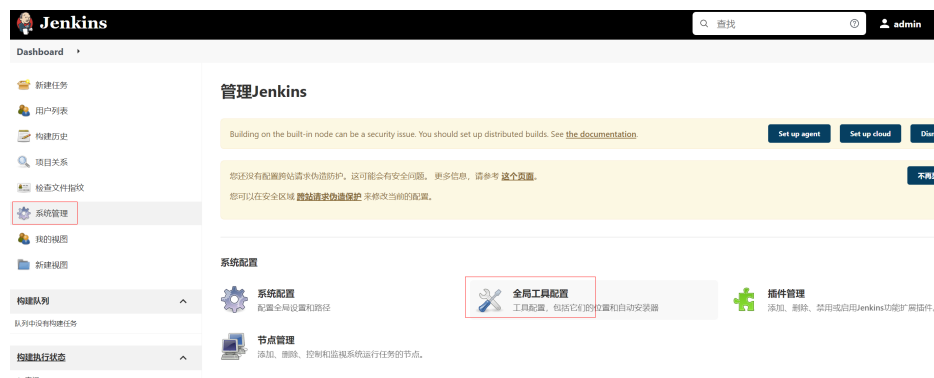 Jenkins
查找
admin
Dashboard
新建任务
用户列表
构建历史
项目关系
检查文件指纹
系统管理
我的视图
新建视图
构建队列
队列中没有构建任务
构建执行状态
管理Jenkins
Building on the built-in node can be a security issue. You should set up distributed builds. See the documentation.
Set up agent
Set up cloud
您还没有配置跨站请求伪造防护。这可能会有安全问题。 更多信息，请参考 这个页面。
您可以在安全区域 跨站请求伪造保护 来修改当前的配置。
系统配置
系统配置
配置全局设置和路径
全局工具配置
工具配置，包括它们的位置和自动安装器
插件管理
添加、删除、禁用或启用Jenkins功能扩展插件。
节点管理
添加、删除、控制和监视系统运行任务的节点。